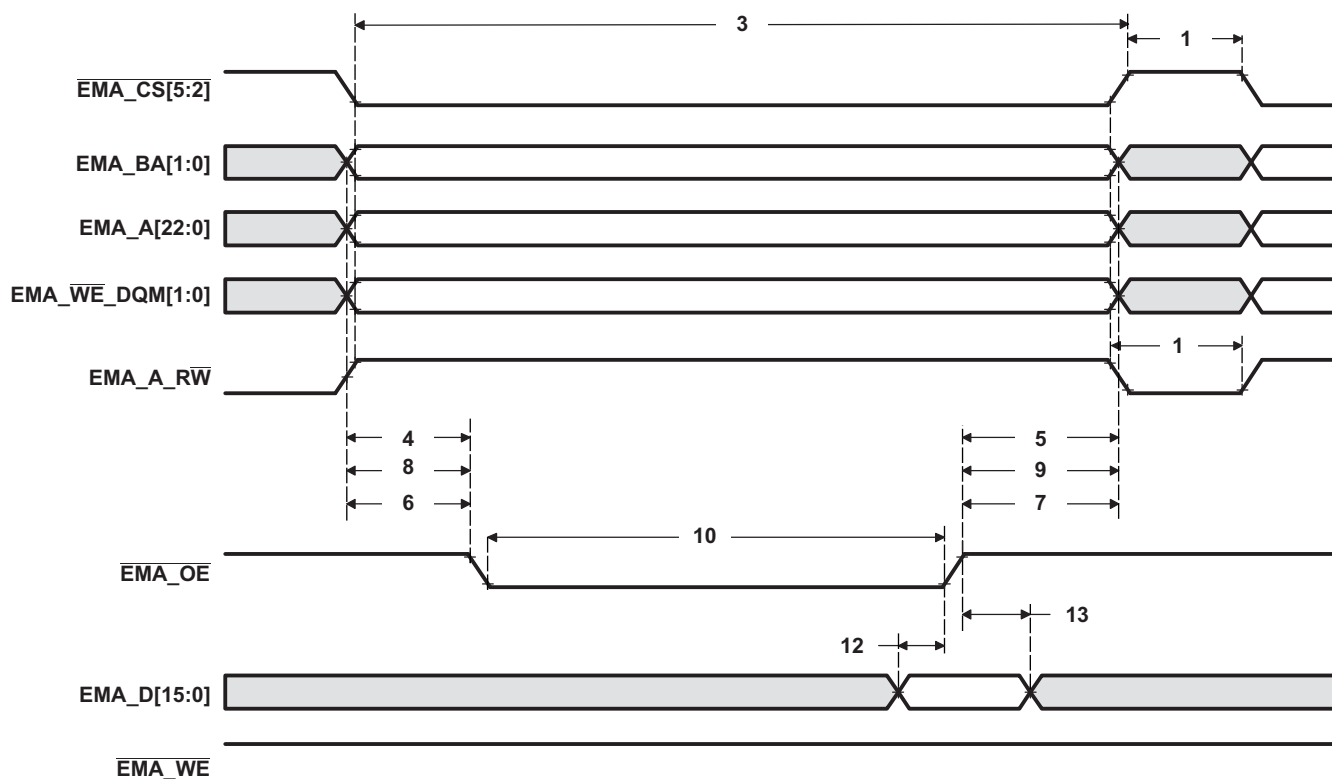 3
1
EMA_CS[5:2]
EMA_BA[1:0]
EMA_A[22:0]
EMA_WE_DQM[1:0]
1
EMA_A_RW
4
5
8
9
6
7
10
EMA_OE
13
12
EMA_D[15:0]
EMA_WE